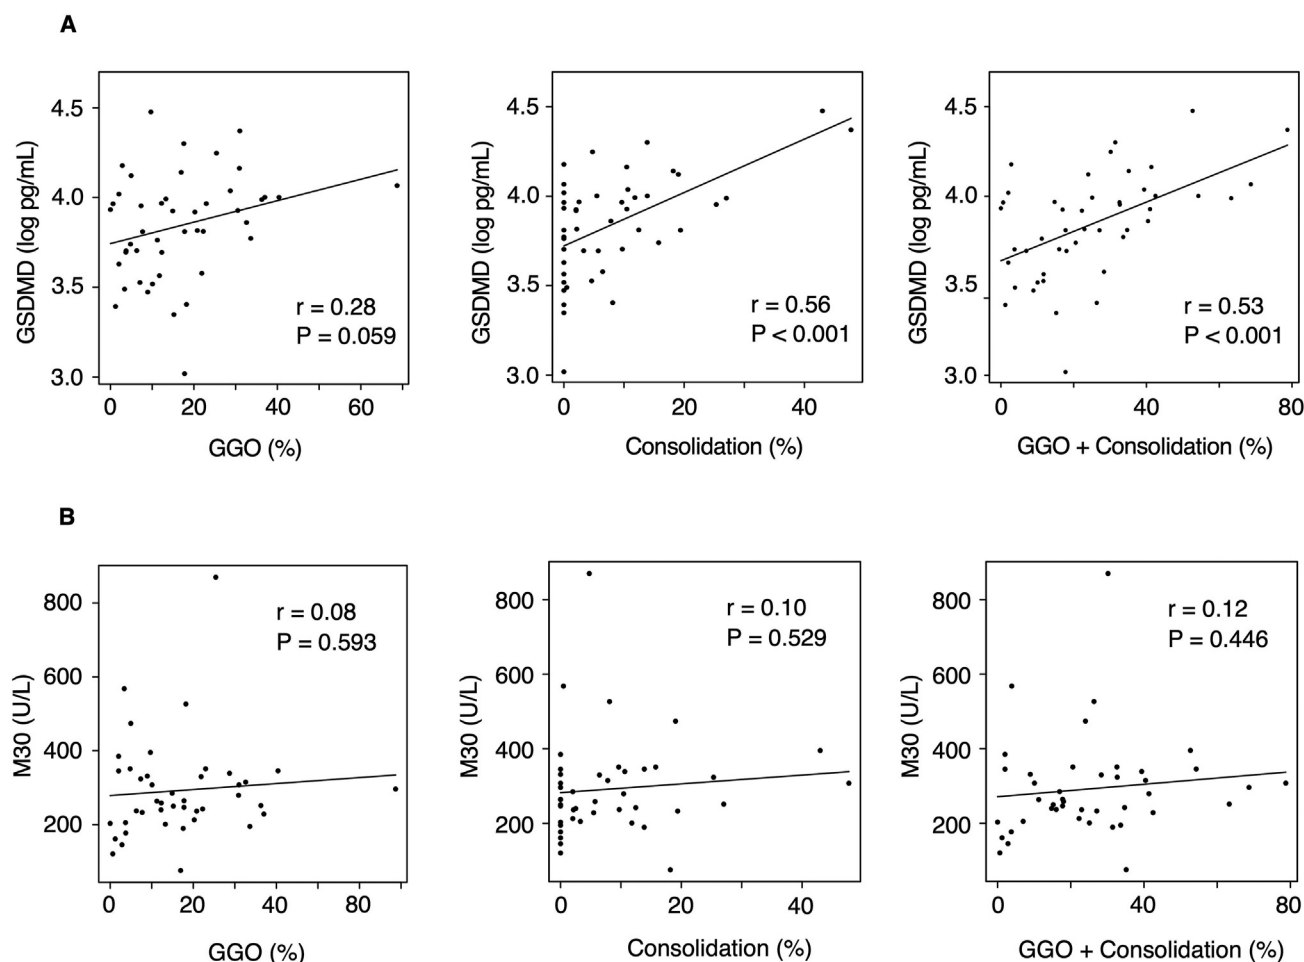 A
4.5
4.0
3.5
3.0
GSDMD (log pg/mL)
r = 0.28
P = 0.059
0 20 40 60
GGO (%)
4.5
4.0
3.5
3.0
GSDMD (log pg/mL)
r = 0.56
P < 0.001
0 20 40
Consolidation (%)
4.5
4.0
3.5
3.0
GSDMD (log pg/mL)
r = 0.53
P < 0.001
0 40 80
GGO + Consolidation (%)
B
800
600
400
200
M30 (U/L)
r = 0.08
P = 0.593
0 20 40 80
GGO (%)
800
600
400
200
M30 (U/L)
r = 0.10
P = 0.529
0 20 40
Consolidation (%)
800
600
400
200
M30 (U/L)
r = 0.12
P = 0.446
0 40 80
GGO + Consolidation (%)